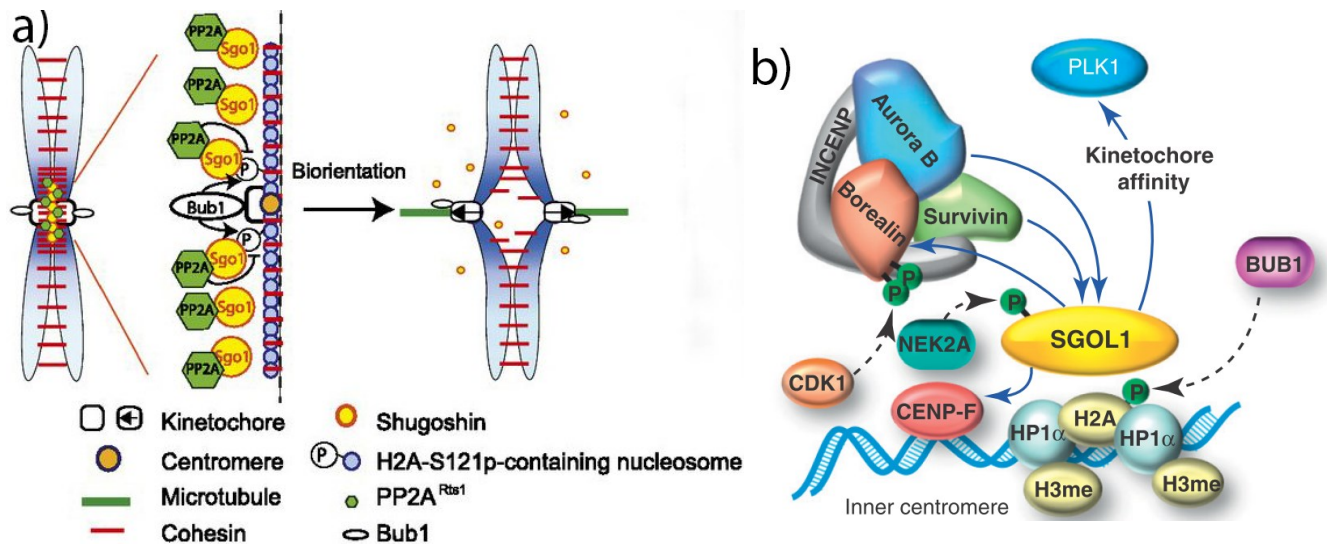 a)
PP2A
Sgo1
PP2A
Sgo1
PP2A
Sgo1
P
Bub1
P
PP2A
Sgo1
PP2A
Sgo1
PP2A
Sgo1
Biorientation
Kinetochore
Centromere
Microtubule
Cohesin
Shugoshin
P
H2A-S121p-containing nucleosome
PP2A Rts1
Bub1
b)
PLK1
INCENP
Aurora B
Borealin
Survivin
Kinetochore
affinity
BUB1
P
P
P
NEK2A
SGOL1
CDK1
CENP-F
P
HP1α
H2A
HP1α
H3me
H3me
Inner centromere